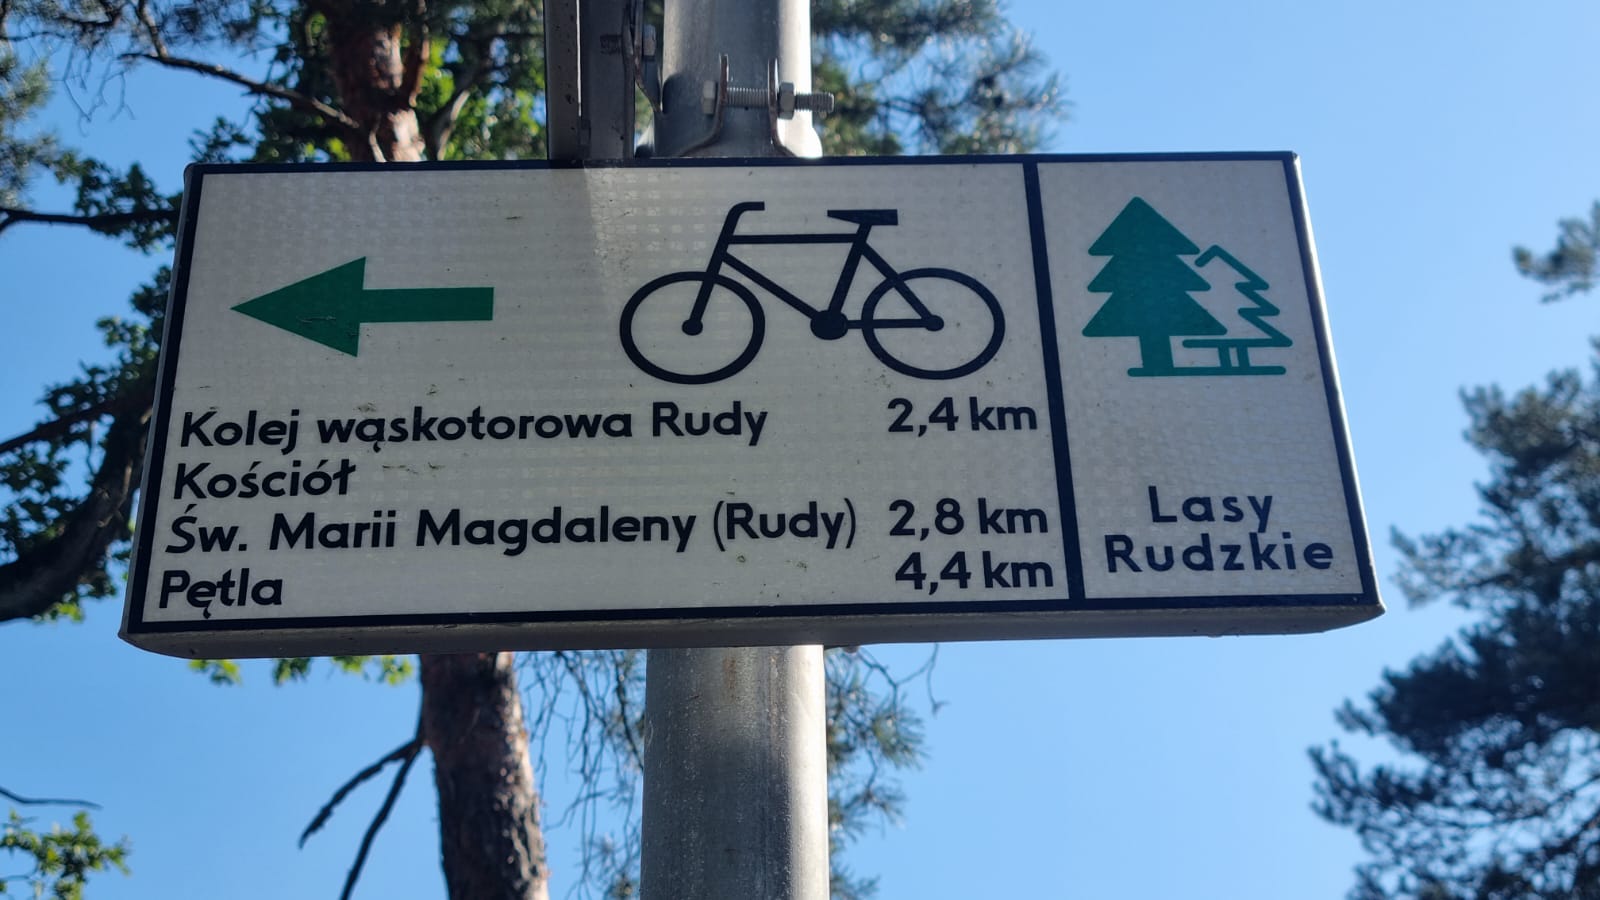 Kolej wąskotorowa Rudy 2,4 km
Kościół
Św. Marii Magdaleny (Rudy) 2,8 km
Pętla 4,4 km
Lasy
Rudzkie